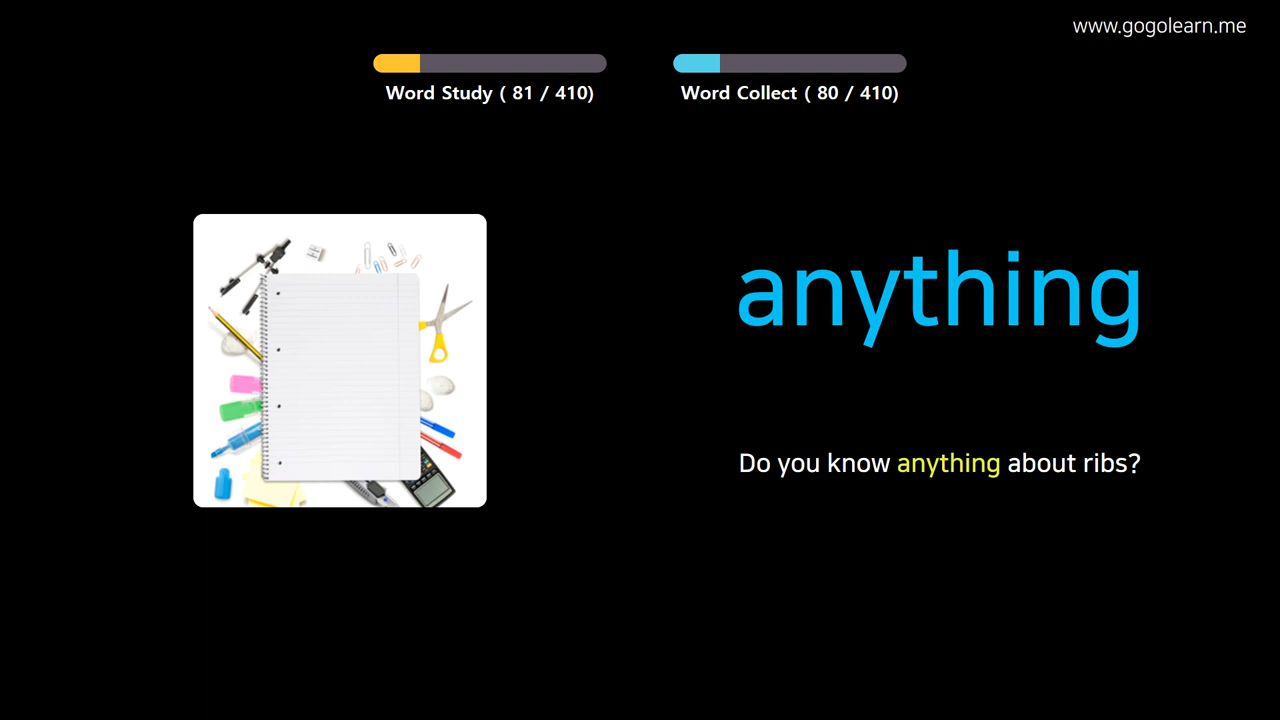 www.gogolearn.me
Word Study ( 81 / 410)
Word Collect ( 80 / 410)
anything
Do you know anything about ribs?